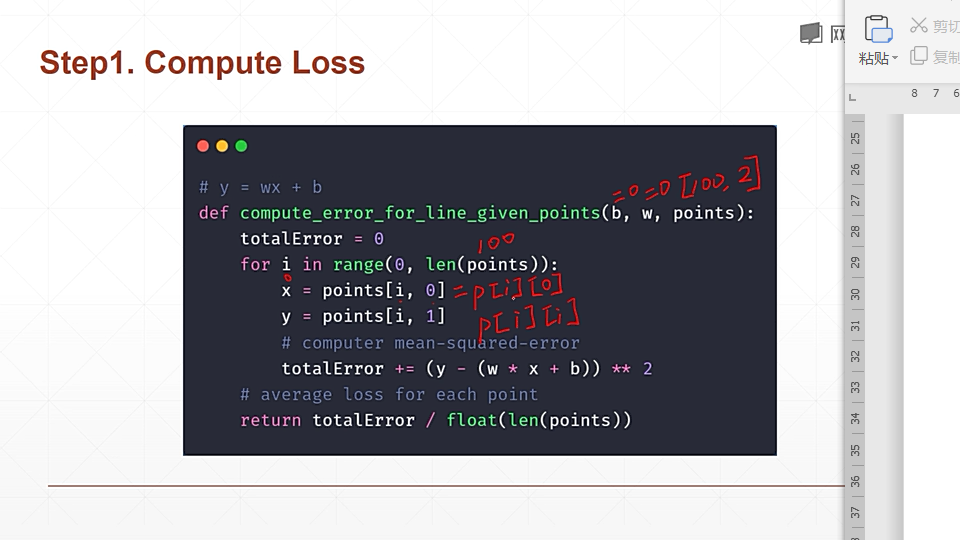 Step1. Compute Loss
粘贴
剪切
复制
8 7 6
# y = wx + b
=0=0 [100, 2]
def compute_error_for_line_given_points(b, w, points):
totalError = 0
100
for i in range(0, len(points)):
0
x = points[i, 0] = p[i][0]
y = points[i, 1] p[i][i]
# computer mean-squared-error
totalError += (y - (w * x + b)) ** 2
# average loss for each point
return totalError / float(len(points))
25
26
27
28
29
30
31
32
33
34
35
36
37